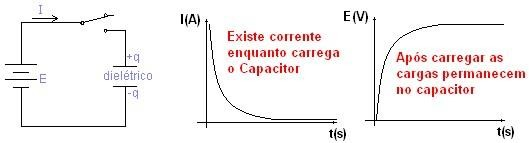 I
E
+q
dielétrico
-q
I(A)
Existe corrente
enquanto carrega
o Capacitor
t(s)
E(V)
Após carregar as
cargas permanecem
no capacitor
t(s)